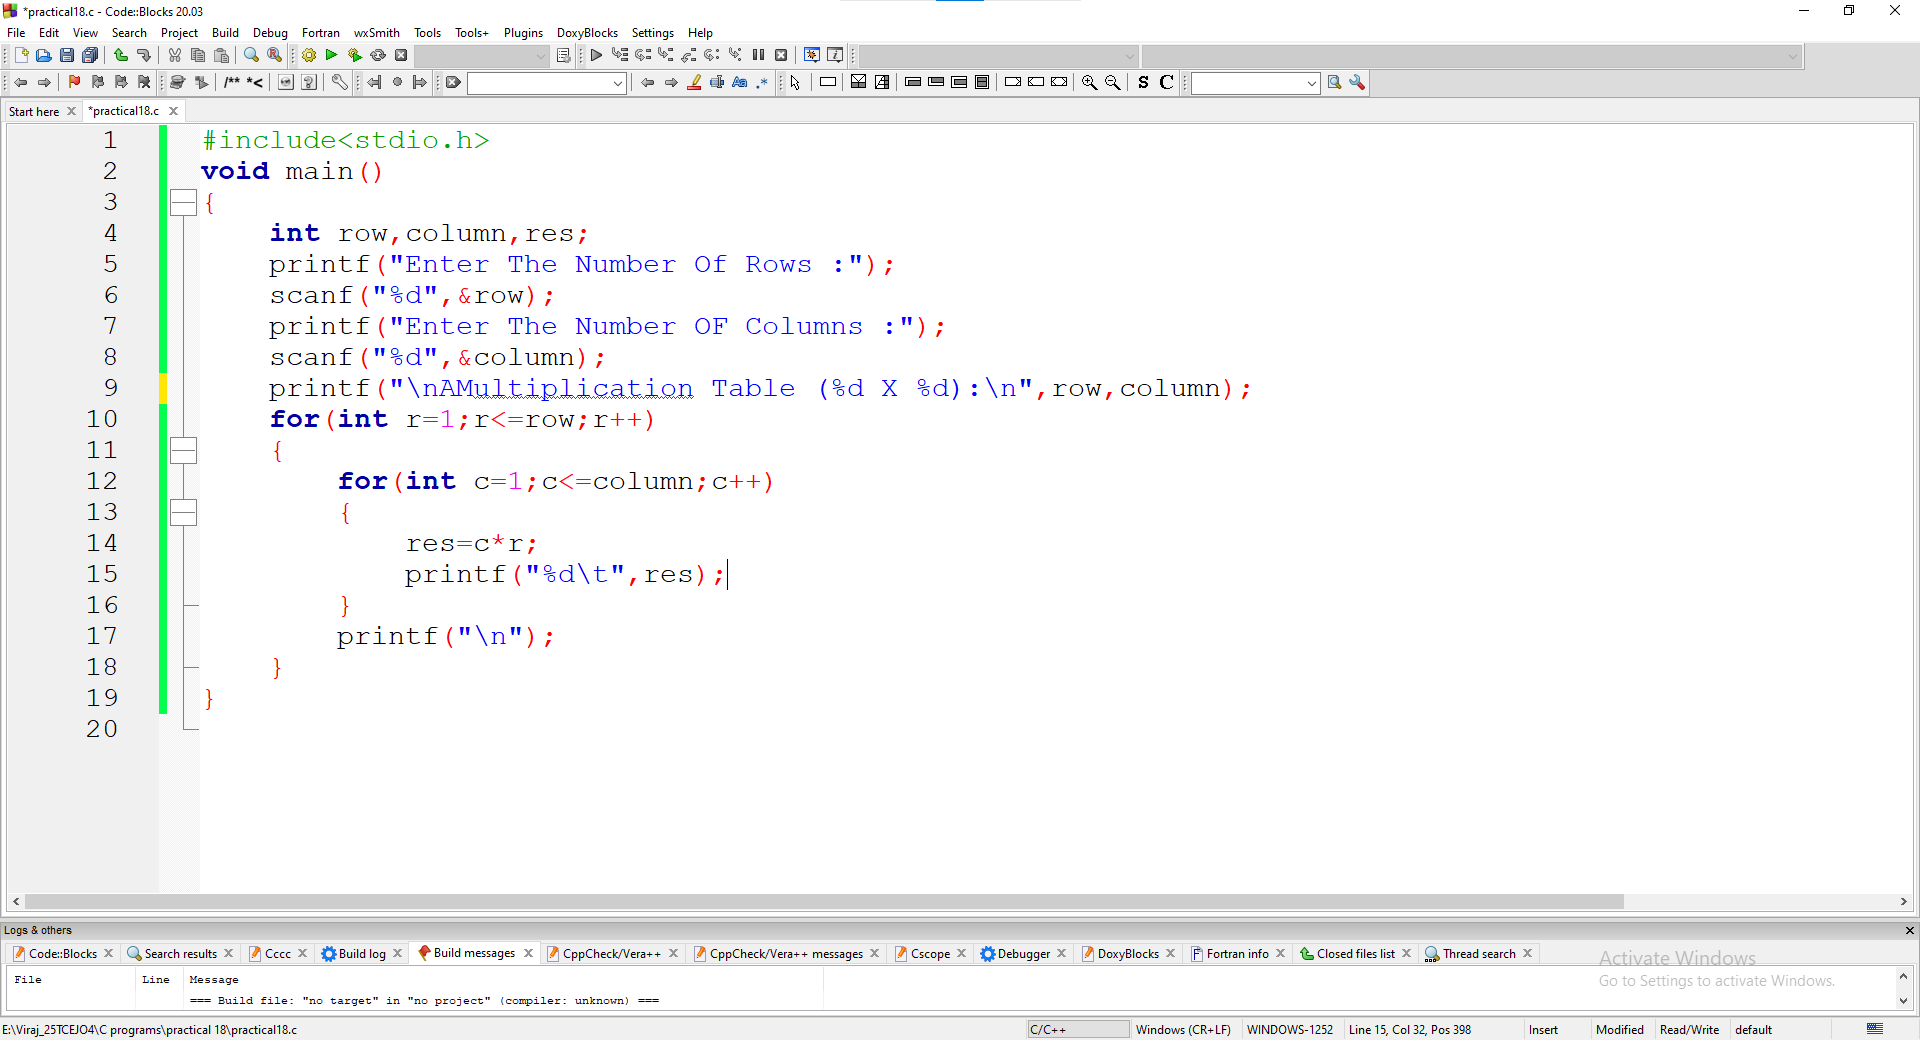 *practical18.c - Code::Blocks 20.03
File Edit View Search Project Build Debug Fortran wxSmith Tools Tools+ Plugins DoxyBlocks Settings Help
Start here *practical18.c
1 #include<stdio.h>
2 void main()
3 {
4 int row,column,res;
5 printf("Enter The Number Of Rows :");
6 scanf("%d",&row);
7 printf("Enter The Number OF Columns :");
8 scanf("%d",&column);
9 printf("\nAMultiplication Table (%d X %d):\n",row,column);
10 for(int r=1;r<=row;r++)
11 {
12 for(int c=1;c<=column;c++)
13 {
14 res=c*r;
15 printf("%d\t",res);
16 }
17 printf("\n");
18 }
19 }
20
Logs & others
Code::Blocks Search results Cccc Build log Build messages CppCheck/Vera++ CppCheck/Vera++ messages Cscope Debugger DoxyBlocks Fortran info Closed files list Thread search
File Line Message
=== Build file: "no target" in "no project" (compiler: unknown) ===
Activate Windows
Go to Settings to activate Windows.
E:\Viraj_25TCEJO4\C programs\practical 18\practical18.c C/C++ Windows (CR+LF) WINDOWS-1252 Line 15, Col 32, Pos 398 Insert Modified Read/Write default